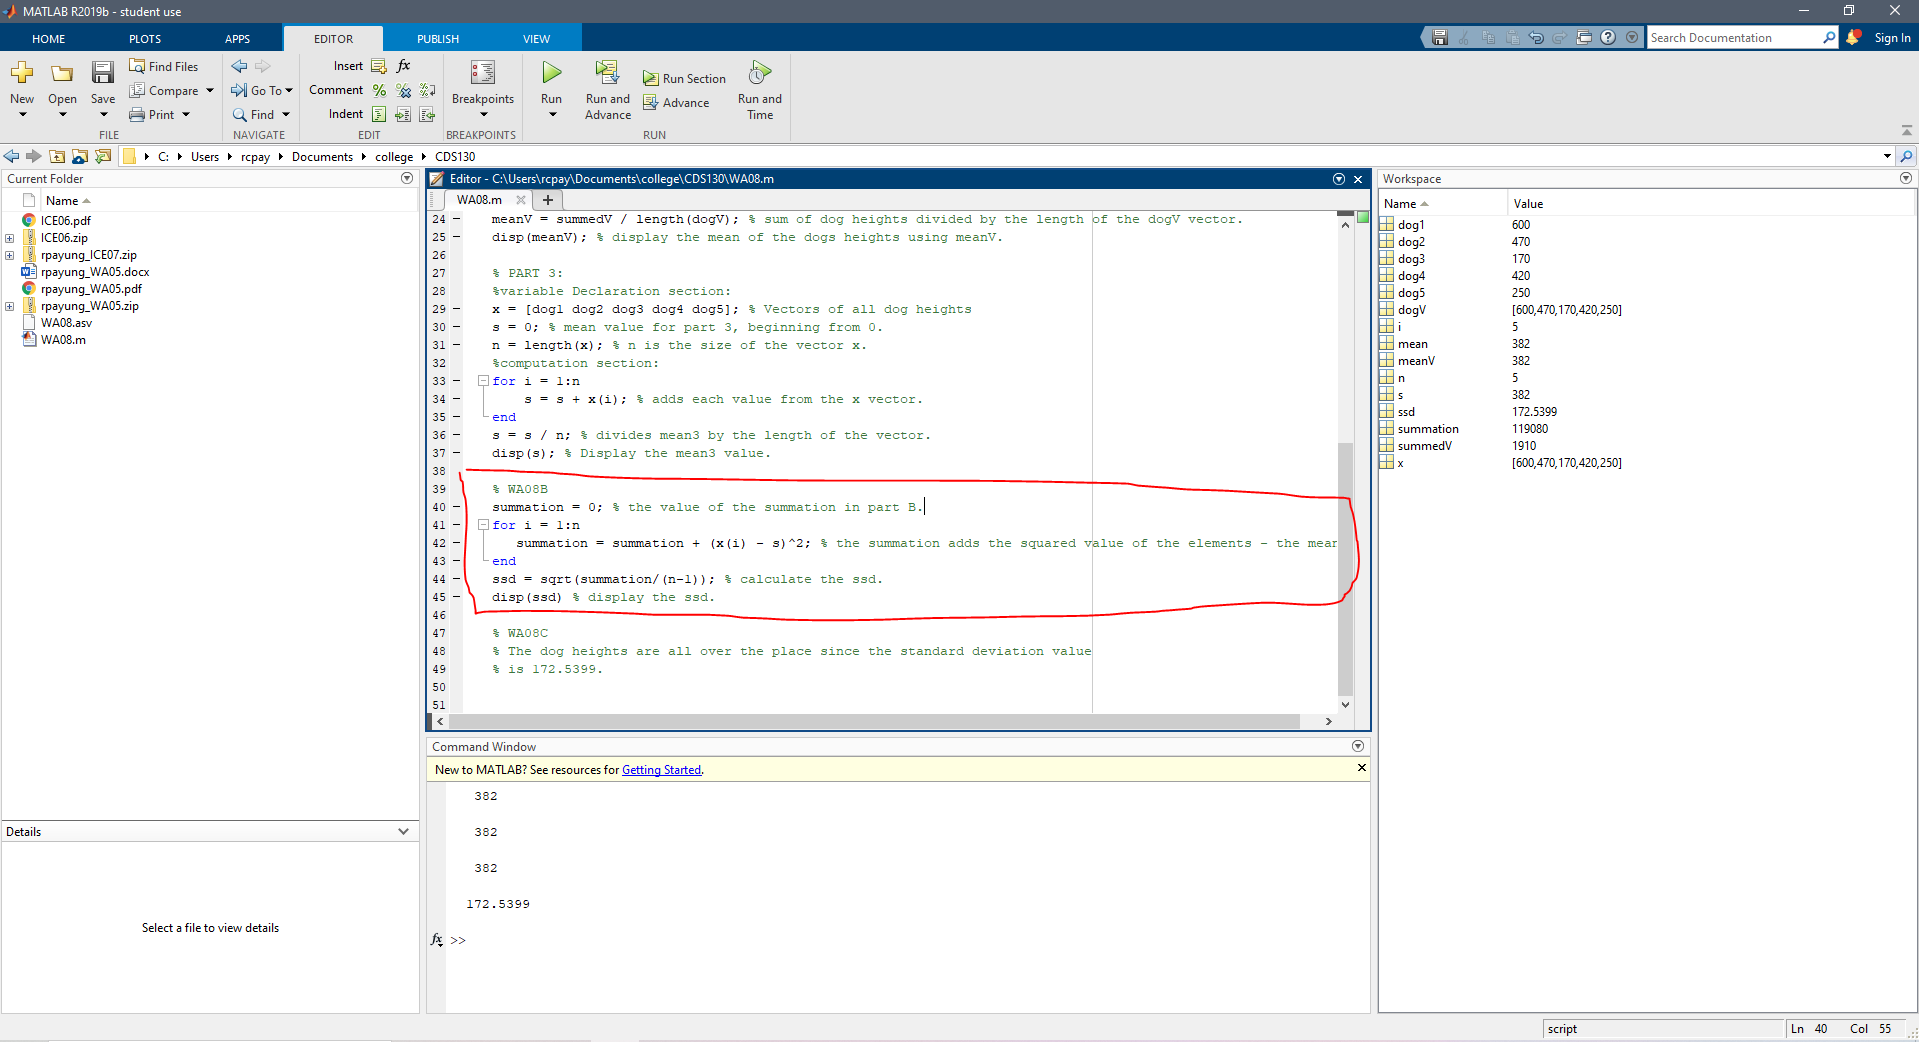 MATLAB R2019b - student use
HOME PLOTS APPS EDITOR PUBLISH VIEW
Search Documentation
Sign In
New
Open
Save
Find Files
Compare
Print
FILE
Go To
Find
NAVIGATE
Insert fx
Comment
Indent
EDIT
Breakpoints
BREAKPOINTS
Run
Run and
Advance
Run Section
Advance
Run and
Time
RUN
C: Users rcpay Documents college CDS130
Current Folder
Name
ICE06.pdf
ICE06.zip
rpayung_ICE07.zip
rpayung_WA05.docx
rpayung_WA05.pdf
rpayung_WA05.zip
WA08.asv
WA08.m
Details
Select a file to view details
Editor - C:\Users\rcpay\Documents\college\CDS130\WA08.m
WA08.m
24 - meanV = summedV / length(dogV); % sum of dog heights divided by the length of the dogV vector.
25 - disp(meanV); % display the mean of the dogs heights using meanV.
26
27 % PART 3:
28 %variable Declaration section:
29 - x = [dog1 dog2 dog3 dog4 dog5]; % Vectors of all dog heights
30 - s = 0; % mean value for part 3, beginning from 0.
31 - n = length(x); % n is the size of the vector x.
32 %computation section:
33 - for i = 1:n
34 - s = s + x(i); % adds each value from the x vector.
35 - end
36 - s = s / n; % divides mean3 by the length of the vector.
37 - disp(s); % Display the mean3 value.
38
39 % WA08B
40 - summation = 0; % the value of the summation in part B.
41 - for i = 1:n
42 - summation = summation + (x(i) - s)^2; % the summation adds the squared value of the elements - the mean
43 - end
44 - ssd = sqrt(summation/(n-1)); % calculate the ssd.
45 - disp(ssd) % display the ssd.
46
47 % WA08C
48 % The dog heights are all over the place since the standard deviation value
49 % is 172.5399.
50
51
Command Window
New to MATLAB? See resources for Getting Started.
382
382
382
172.5399
fx >>
Workspace
Name Value
dog1 600
dog2 470
dog3 170
dog4 420
dog5 250
dogV [600,470,170,420,250]
i 5
mean 382
meanV 382
n 5
s 382
ssd 172.5399
summation 119080
summedV 1910
x [600,470,170,420,250]
script
Ln 40 Col 55